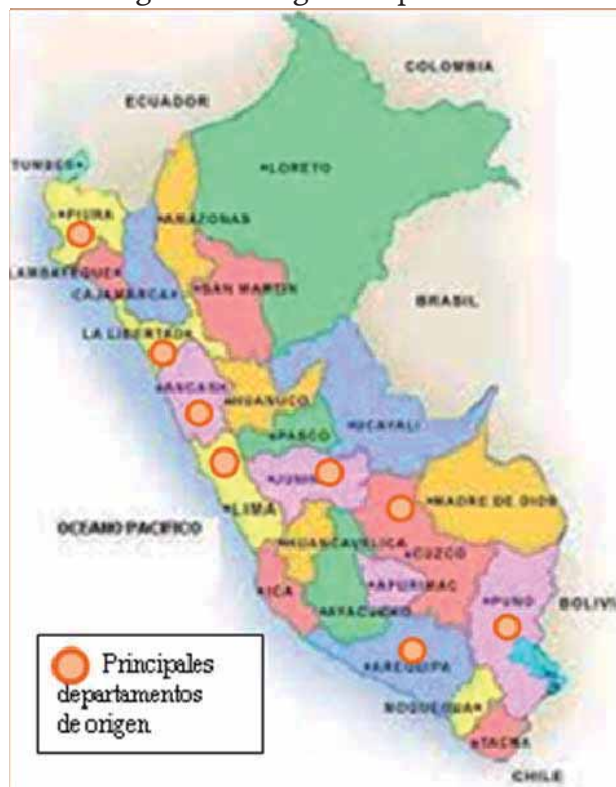 COLOMBIA
ECUADOR
TUMBES
LORETO
PIURA
AMAZONAS
LAMBAYEQUE
SAN MARTIN
CAJAMARCA
BRASIL
LA LIBERTAD
ANCASH
HUANUCO
UCAYALI
PASCO
JUNIN
MADRE DE DIOS
LIMA
OCEANO PACIFICO
HUANCAVELICA
CUZCO
ICA
APURIMAC
PUNO
BOLIVI
AYACUCHO
AREQUIPA
Principales
departamentos
de origen
MOQUEGUA
TACNA
CHILE